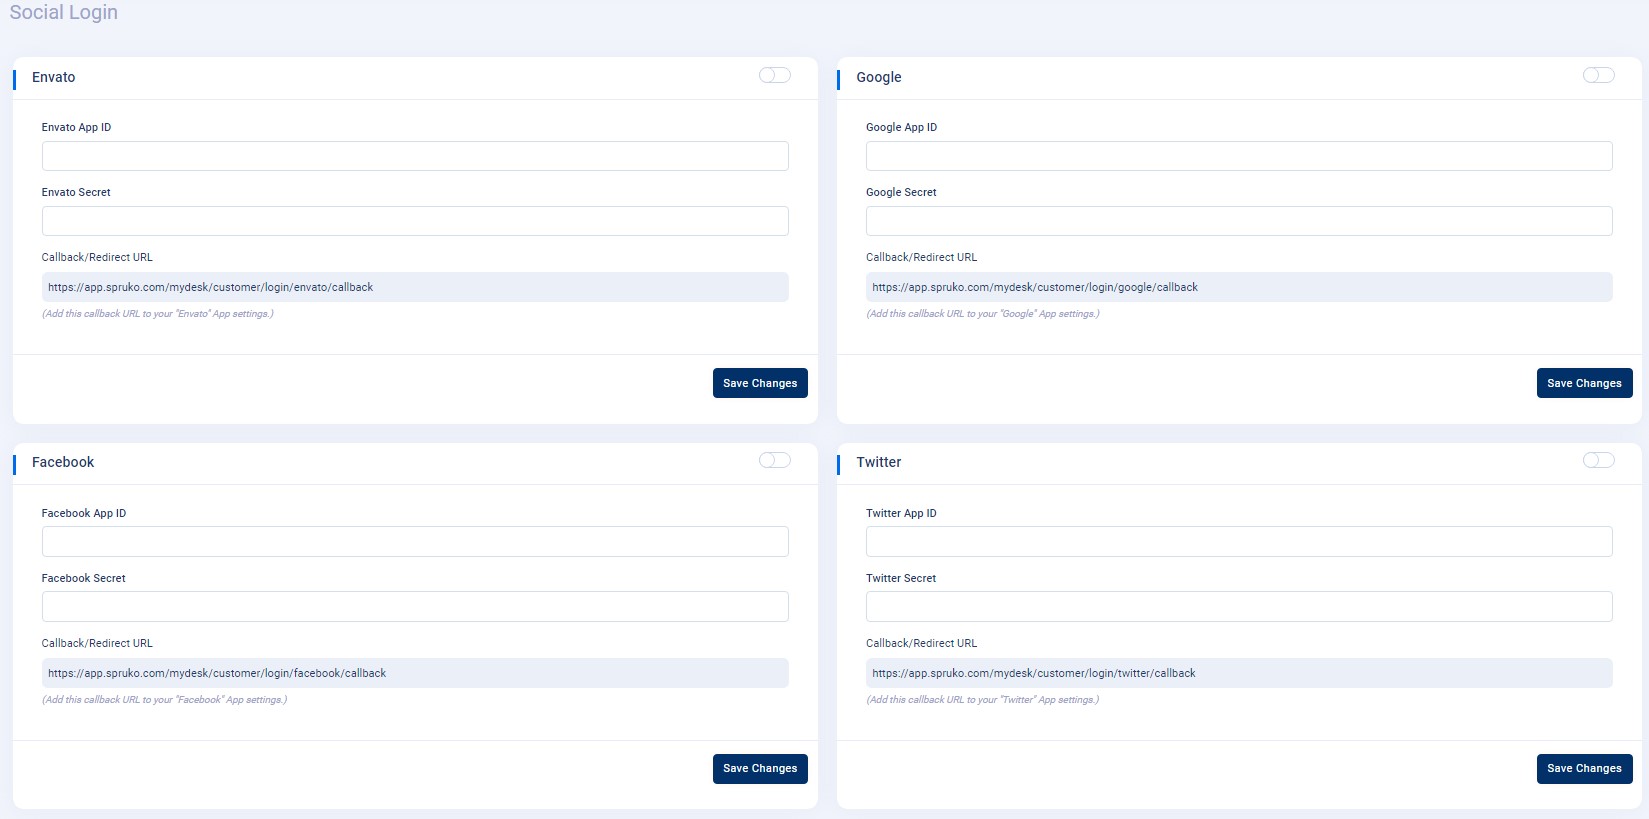 Social Login
Envato
Envato App ID
Envato Secret
Callback/Redirect URL
https://app.spruko.com/mydesk/customer/login/envato/callback
(Add this callback URL to your "Envato" App settings.)
Save Changes
Google
Google App ID
Google Secret
Callback/Redirect URL
https://app.spruko.com/mydesk/customer/login/google/callback
(Add this callback URL to your "Google" App settings.)
Save Changes
Facebook
Facebook App ID
Facebook Secret
Callback/Redirect URL
https://app.spruko.com/mydesk/customer/login/facebook/callback
(Add this callback URL to your "Facebook" App settings.)
Save Changes
Twitter
Twitter App ID
Twitter Secret
Callback/Redirect URL
https://app.spruko.com/mydesk/customer/login/twitter/callback
(Add this callback URL to your "Twitter" App settings.)
Save Changes